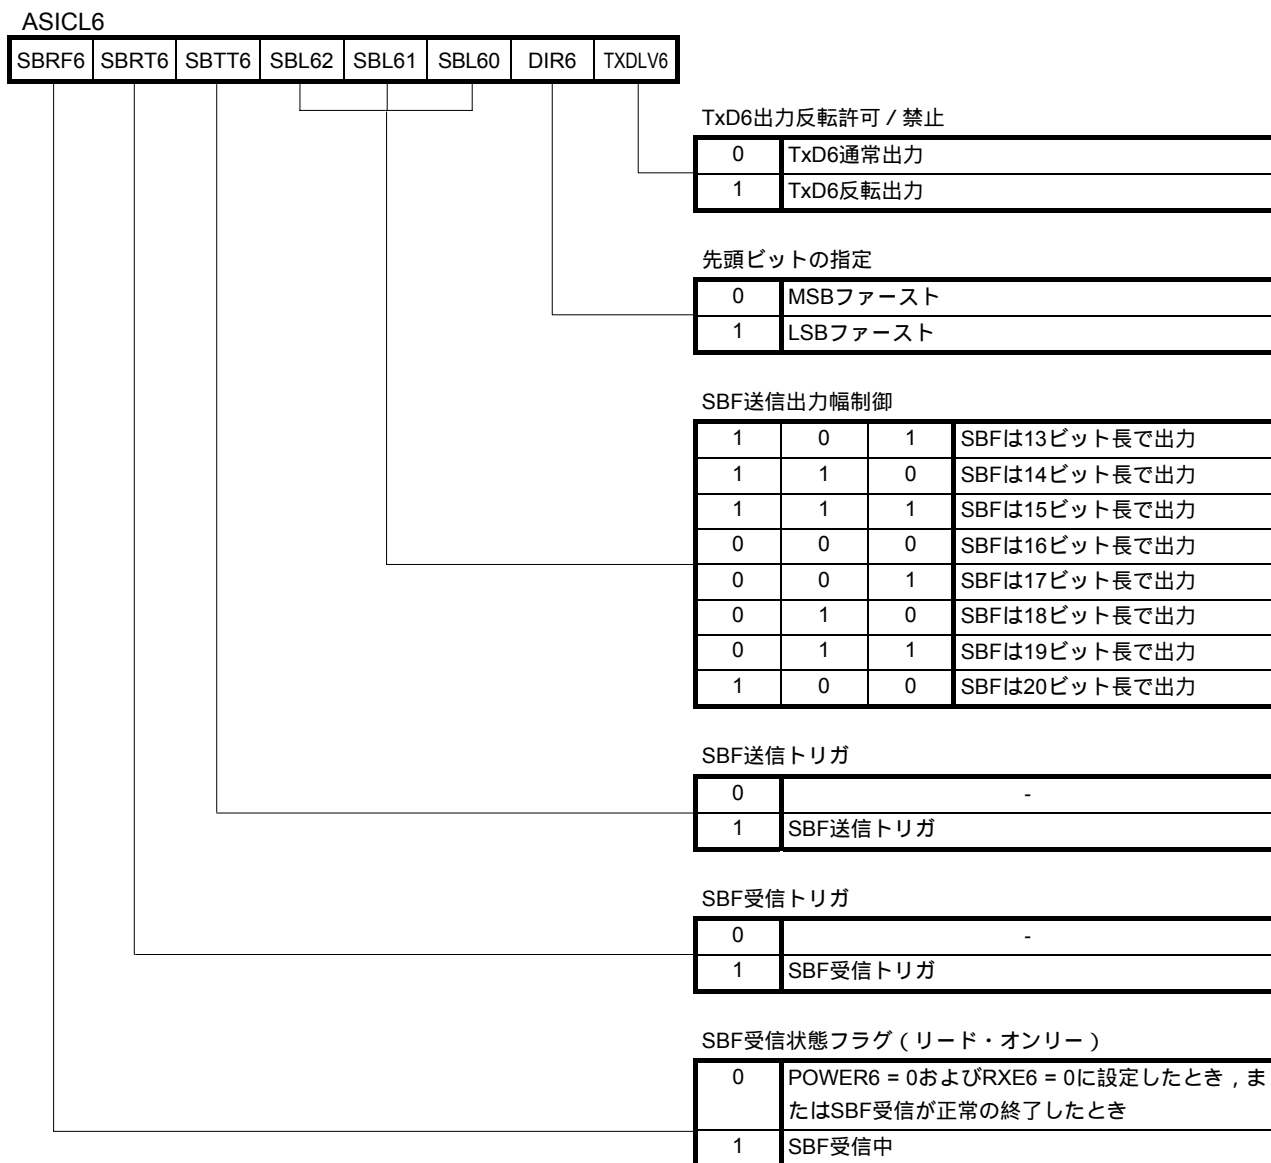 ASICL6
SBRF6 SBRT6 SBTT6 SBL62 SBL61 SBL60 DIR6 TXDLV6
TxD6出力反転許可／禁止
0 TxD6通常出力
1 TxD6反転出力
先頭ビットの指定
0 MSBファースト
1 LSBファースト
SBF送信出力幅制御
1 0 1 SBFは13ビット長で出力
1 1 0 SBFは14ビット長で出力
1 1 1 SBFは15ビット長で出力
0 0 0 SBFは16ビット長で出力
0 0 1 SBFは17ビット長で出力
0 1 0 SBFは18ビット長で出力
0 1 1 SBFは19ビット長で出力
1 0 0 SBFは20ビット長で出力
SBF送信トリガ
0 -
1 SBF送信トリガ
SBF受信トリガ
0 -
1 SBF受信トリガ
SBF受信状態フラグ（リード・オンリー）
0 POWER6 = 0およびRXE6 = 0に設定したとき，ま
たはSBF受信が正常の終了したとき
1 SBF受信中